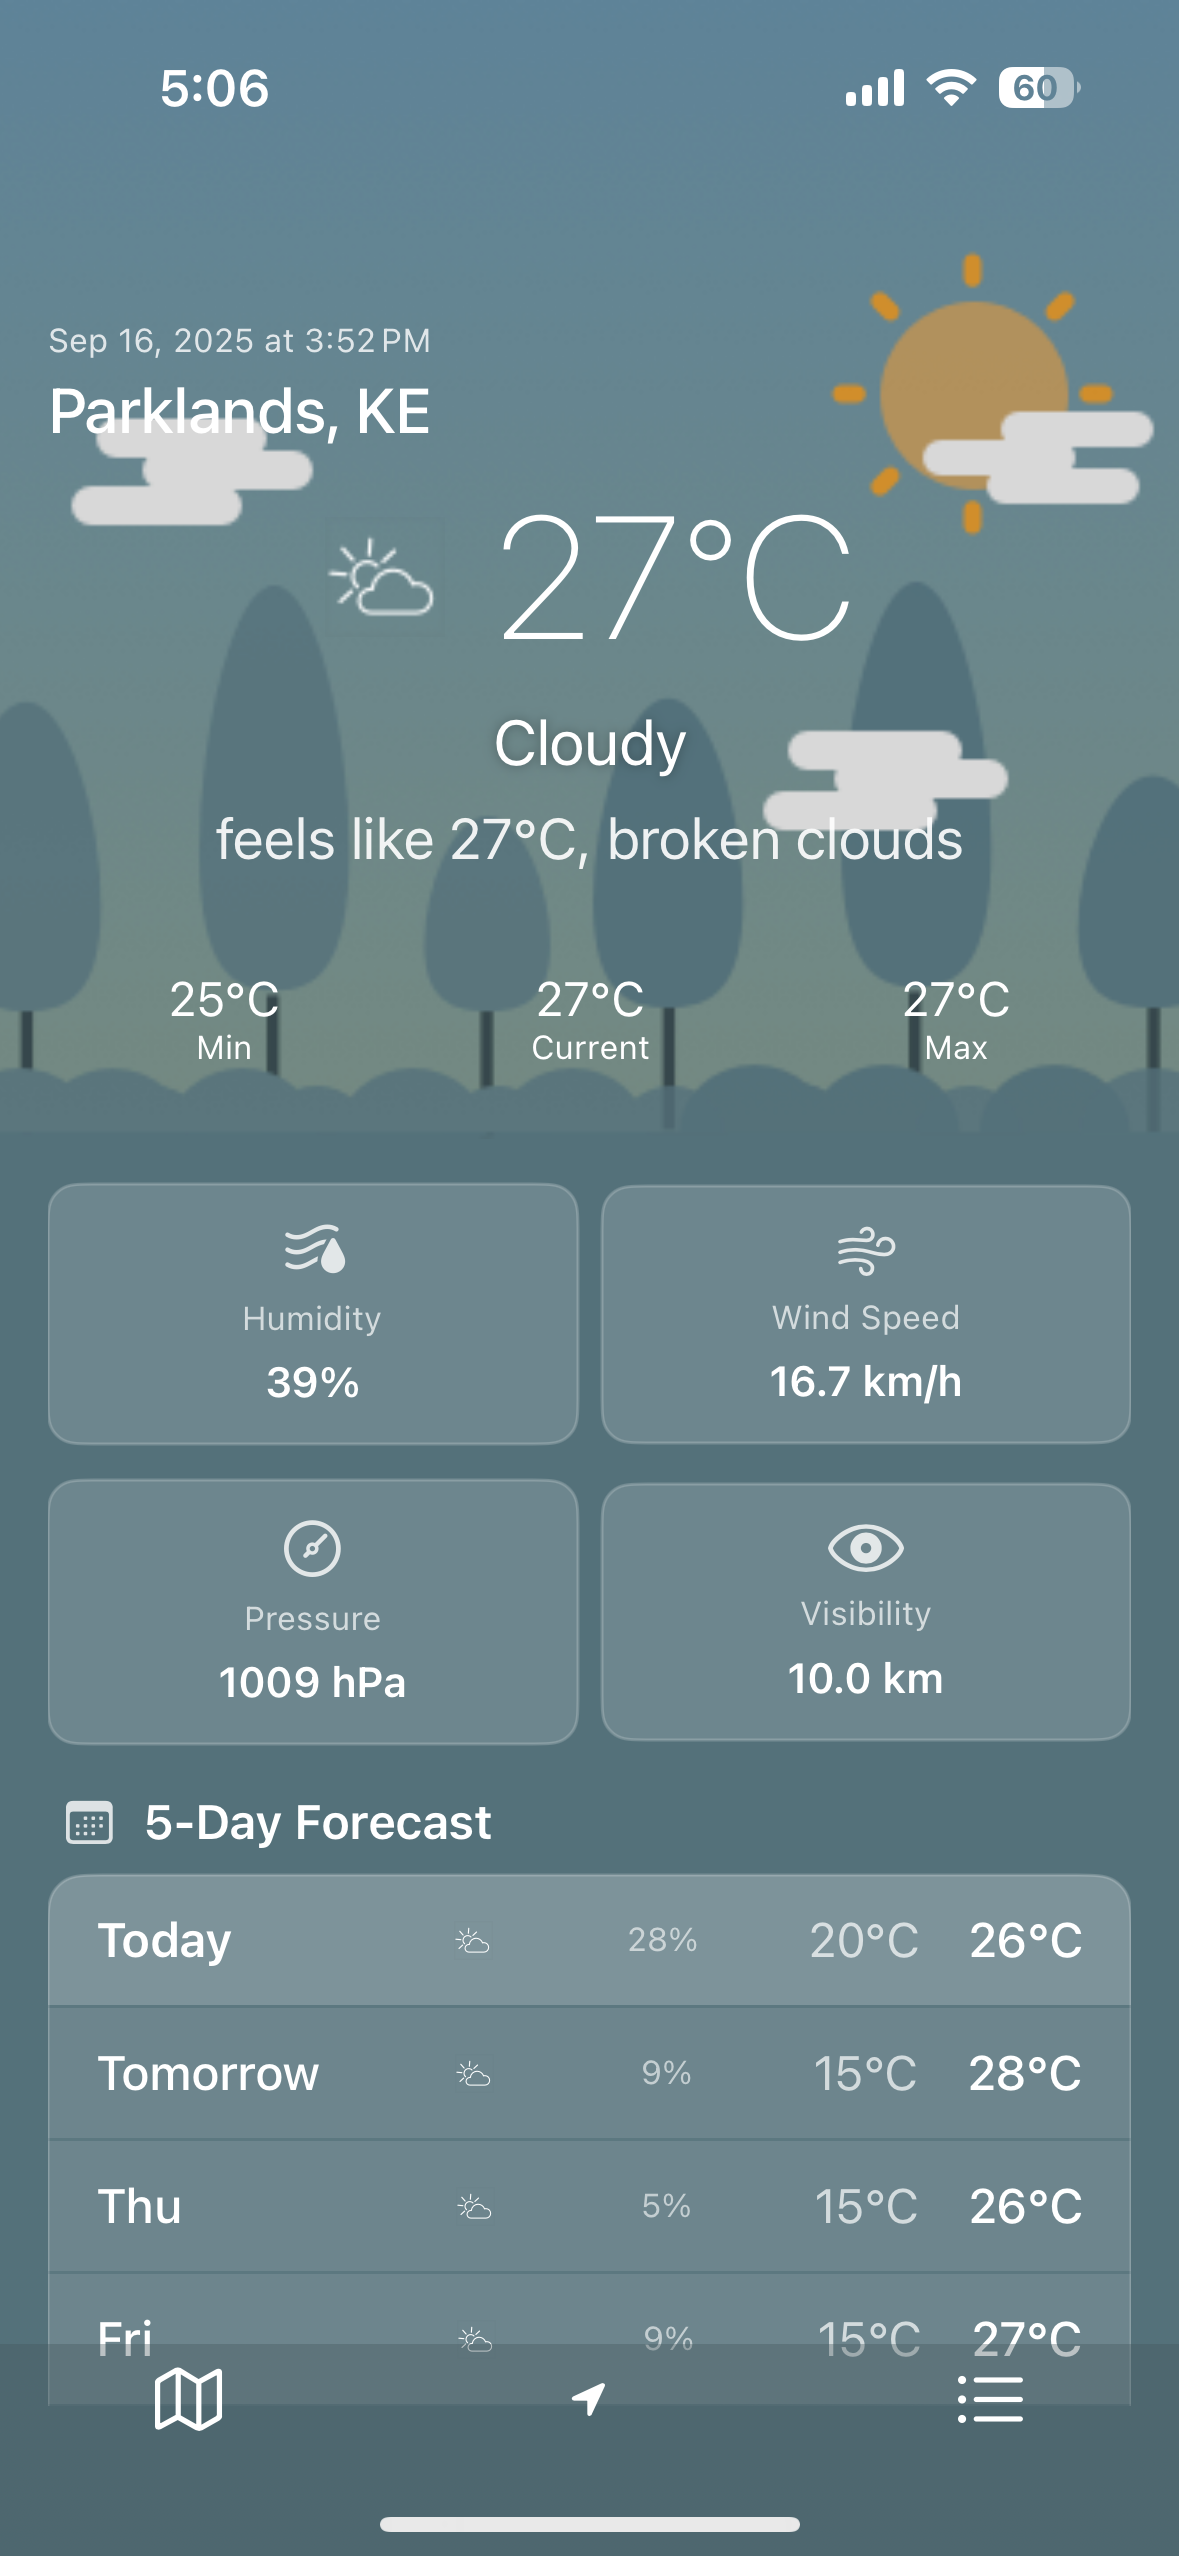 5:06 60
Sep 16, 2025 at 3:52 PM
Parklands, KE
27°C
Cloudy
feels like 27°C, broken clouds
25°C 27°C 27°C
Min Current Max
Humidity Wind Speed
39% 16.7 km/h
Pressure Visibility
1009 hPa 10.0 km
5-Day Forecast
Today 28% 20°C 26°C
Tomorrow 9% 15°C 28°C
Thu 5% 15°C 26°C
Fri 9% 15°C 27°C